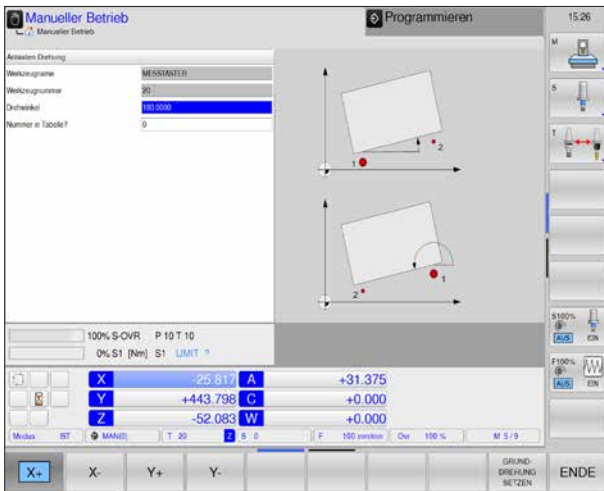 Manueller Betrieb
Manueller Betrieb
Programmieren
15:26
Antasten Drehung
Werkzeugname MESSTASTER
Werkzeugnummer 20
Drehwinkel 180.0000
Nummer in Tabelle? 0
1
2
2
1
M
S
T
100% S-OVR P 10 T 10
0% S1 [Nm] S1 LIMIT ?
S100%
AUS EIN
F100%
AUS EIN
X -25.817 A +31.375
Y +443.798 C +0.000
Z -52.083 W +0.000
Modus IST MAN(0) T 20 Z S 0 F 100 mm/min Ovr 100 % M 5/9
X+ X- Y+ Y- GRUND-
DREHUNG
SETZEN
ENDE